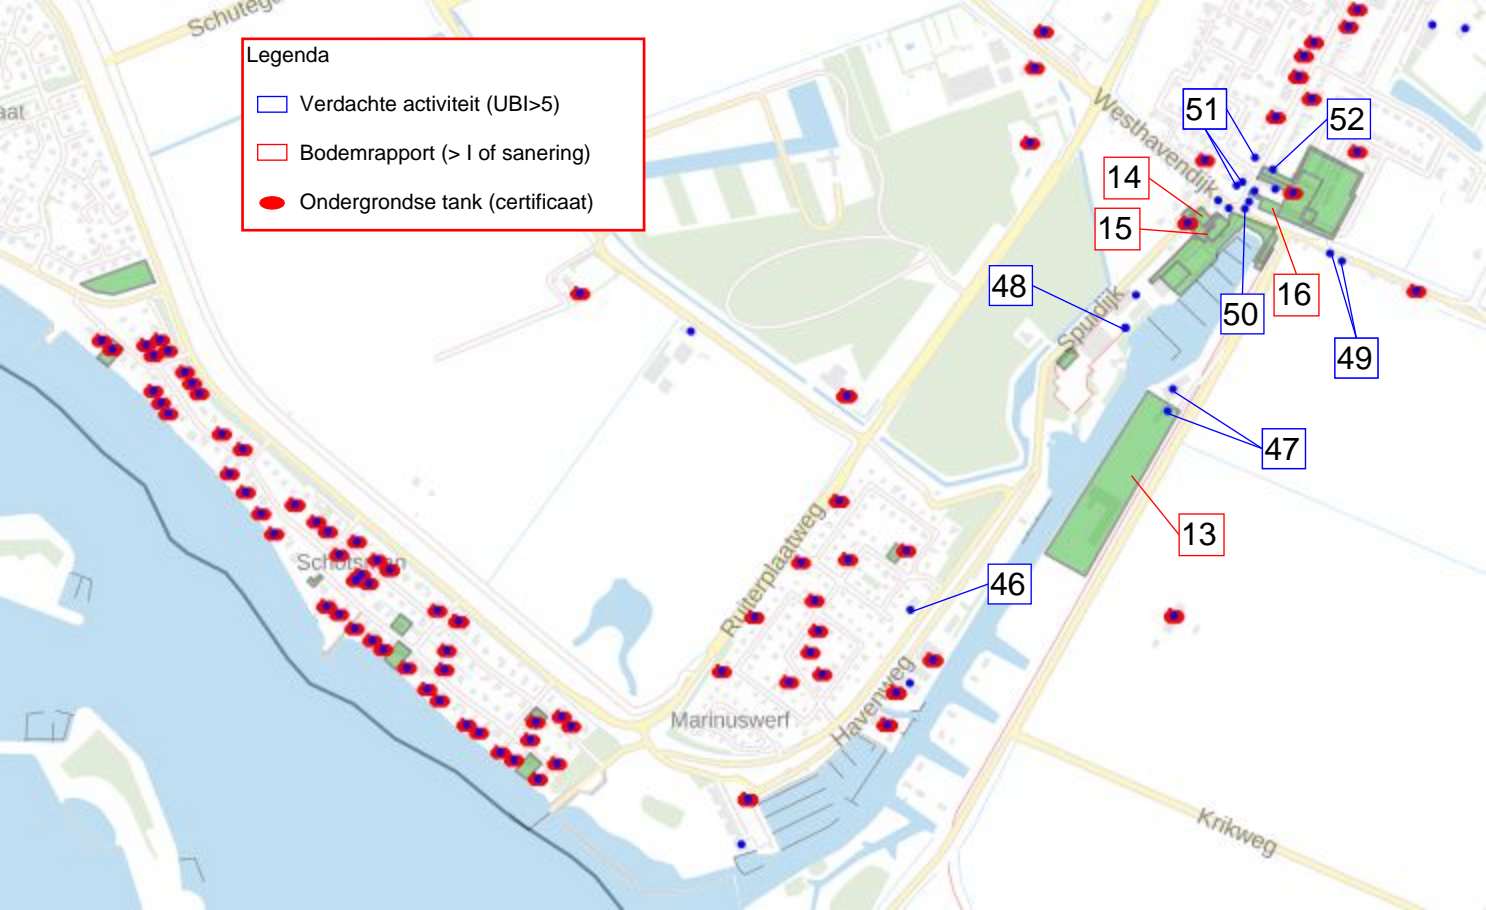 Schuteg
Legenda
Verdachte activiteit (UBI>5)
Bodemrapport (> I of sanering)
Ondergrondse tank (certificaat)
aat
Westhavendijk
51
52
14
15
48
Spuidijk
50
16
49
47
13
Schotsman
Ruiterplaatweg
46
Havenweg
Marinuswerf
Krikweg